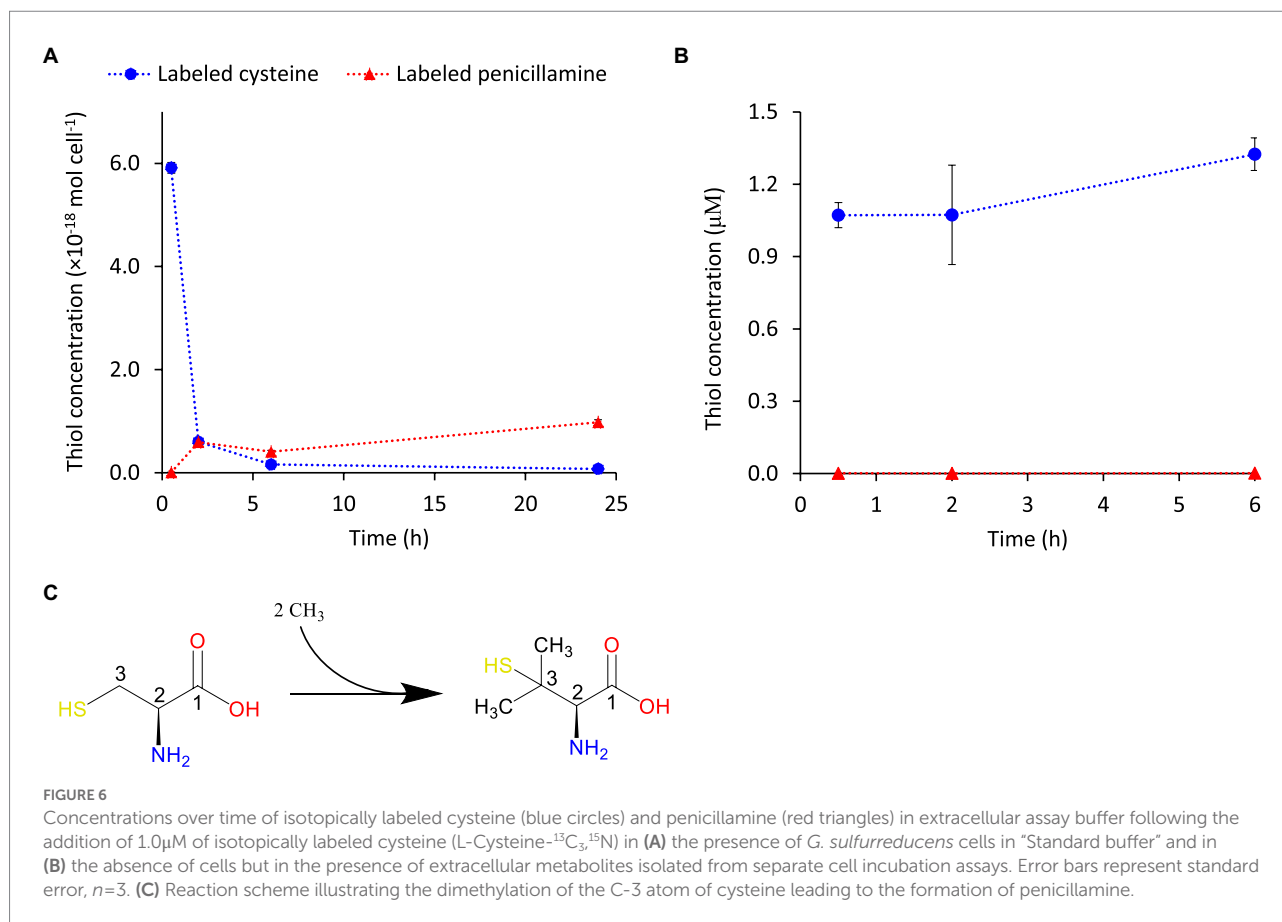 A
Labeled cysteine
Labeled penicillamine
Thiol concentration (×10⁻¹⁸ mol cell⁻¹)
6.0
4.0
2.0
0.0
0 5 10 15 20 25
Time (h)
B
Thiol concentration (μM)
1.5
1.2
0.9
0.6
0.3
0.0
0 1 2 3 4 5 6
Time (h)
C
2 CH₃
HS 3 2 1 O OH NH₂
HS CH₃ 3 H₃C 2 1 O OH NH₂
FIGURE 6
Concentrations over time of isotopically labeled cysteine (blue circles) and penicillamine (red triangles) in extracellular assay buffer following the
addition of 1.0μM of isotopically labeled cysteine (L-Cysteine-¹³C₃,¹⁵N) in (A) the presence of G. sulfurreducens cells in “Standard buffer“ and in
(B) the absence of cells but in the presence of extracellular metabolites isolated from separate cell incubation assays. Error bars represent standard
error, n=3. (C) Reaction scheme illustrating the dimethylation of the C-3 atom of cysteine leading to the formation of penicillamine.